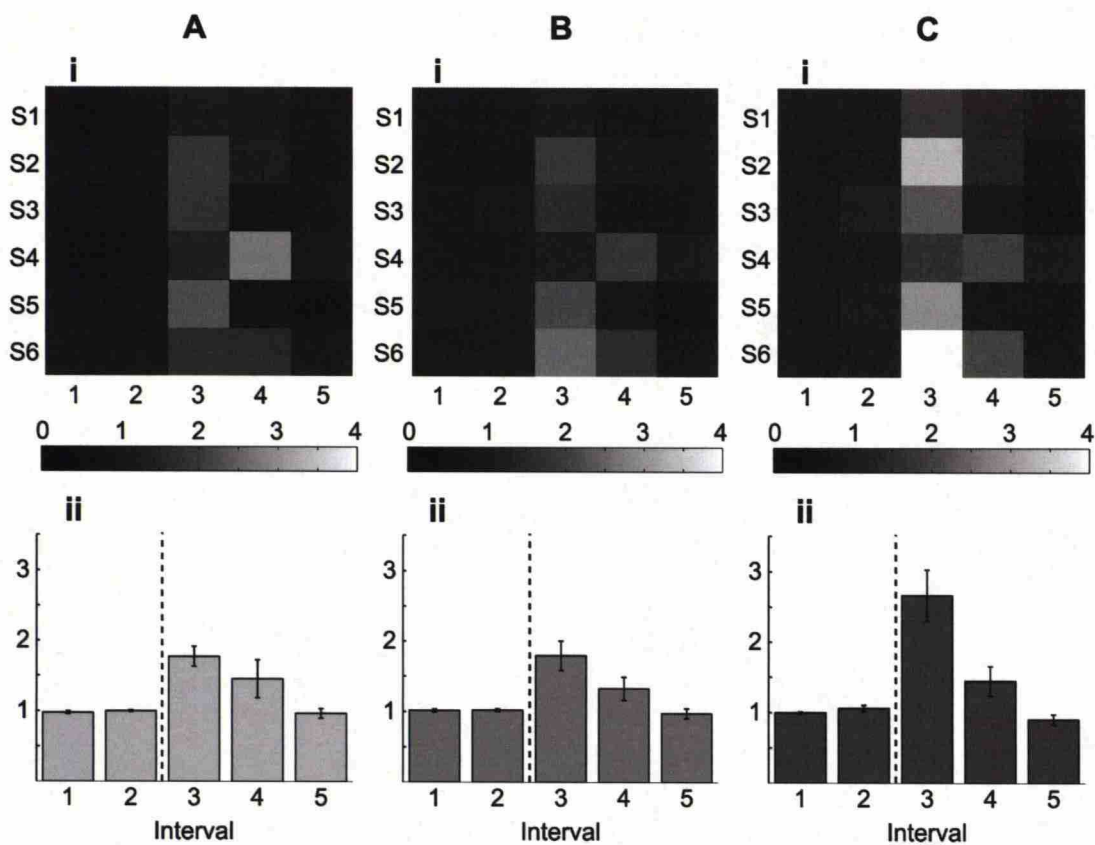 A B C
i i i
S1 S1 S1
S2 S2 S2
S3 S3 S3
S4 S4 S4
S5 S5 S5
S6 S6 S6
1 2 3 4 5 1 2 3 4 5 1 2 3 4 5
0 1 2 3 4 0 1 2 3 4 0 1 2 3 4
ii ii ii
3 3 3
2 2 2
1 1 1
1 2 3 4 5 1 2 3 4 5 1 2 3 4 5
Interval Interval Interval